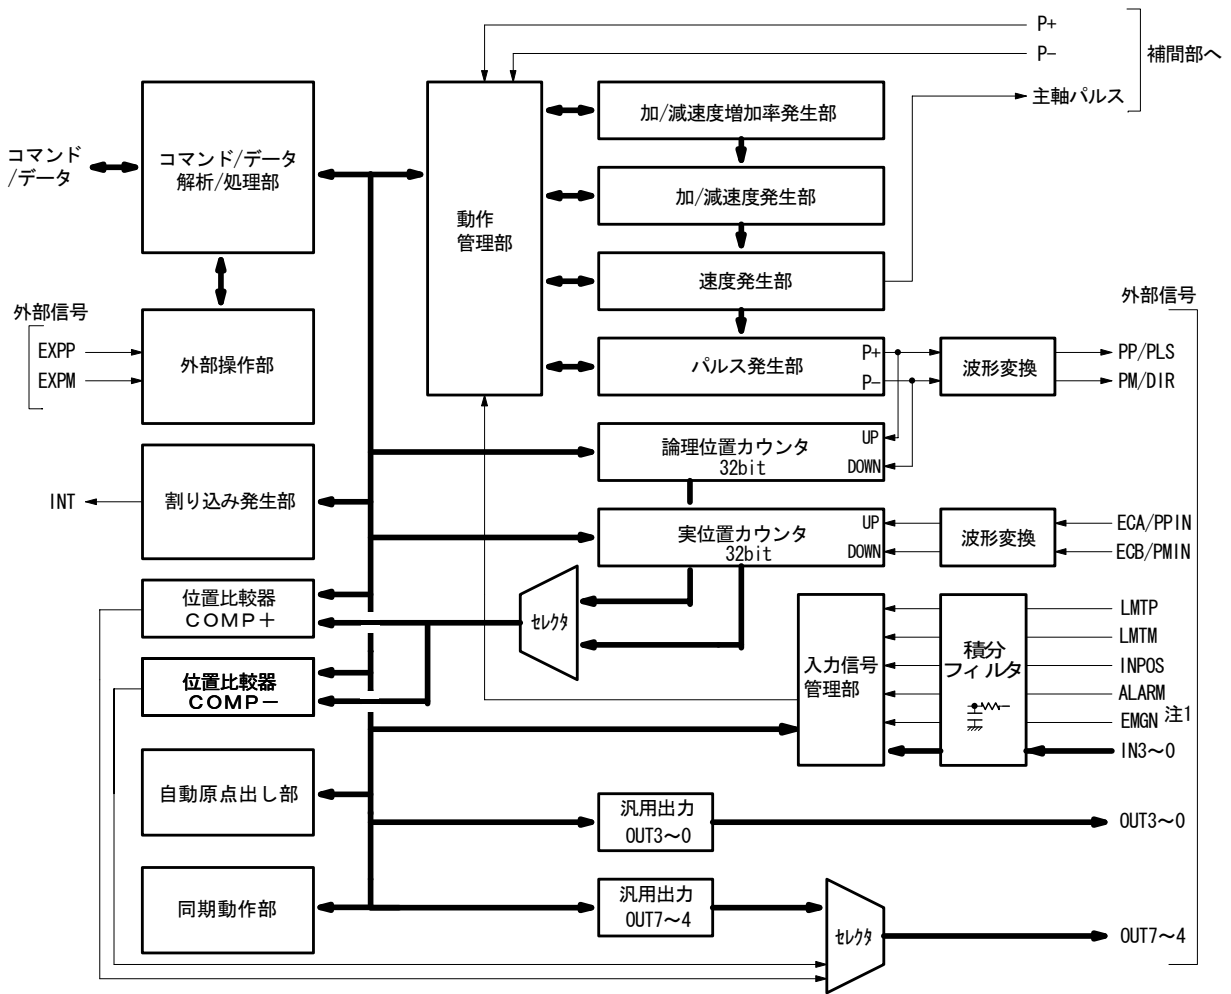 P+
P-
補間部へ
主軸パルス
コマンド
/データ
コマンド/データ
解析/処理部
動作
管理部
加/減速度増加率発生部
加/減速度発生部
速度発生部
パルス発生部
P+
P-
波形変換
外部信号
PP/PLS
PM/DIR
外部信号
EXPP
EXPM
外部操作部
論理位置カウンタ
32bit
UP
DOWN
INT
割り込み発生部
実位置カウンタ
32bit
UP
DOWN
波形変換
ECA/PPIN
ECB/PMIN
位置比較器
COMP+
セレクタ
位置比較器
COMP-
入力信号
管理部
積分
フィルタ
LMTP
LMTM
INPOS
ALARM
EMGN 注1
IN3~0
自動原点出し部
汎用出力
OUT3~0
OUT3~0
同期動作部
汎用出力
OUT7~4
セレクタ
OUT7~4